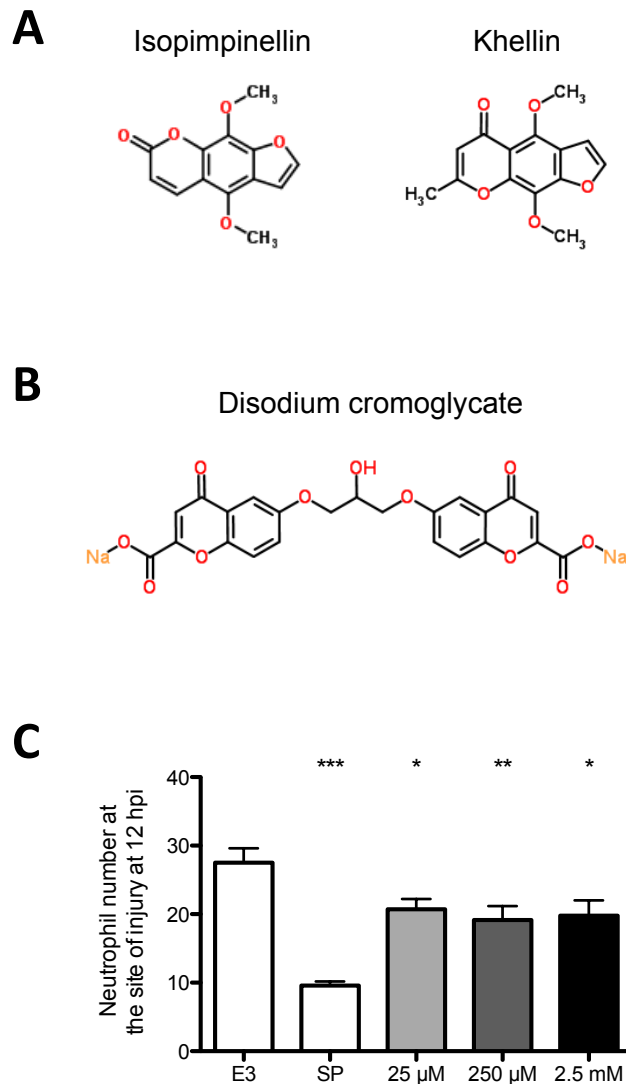 A
Isopimpinellin
Khellin
O
CH3
O
O
O
O
O
CH3
O
O
CH3
H3C
O
O
O
CH3
B
Disodium cromoglycate
O
OH
O
O
O
Na
O
O
O
O
O
Na
O
O
C
*** * ** *
Neutrophil number at
the site of injury at 12 hpi
40
30
20
10
0
E3 SP 25 µM 250 µM 2.5 mM